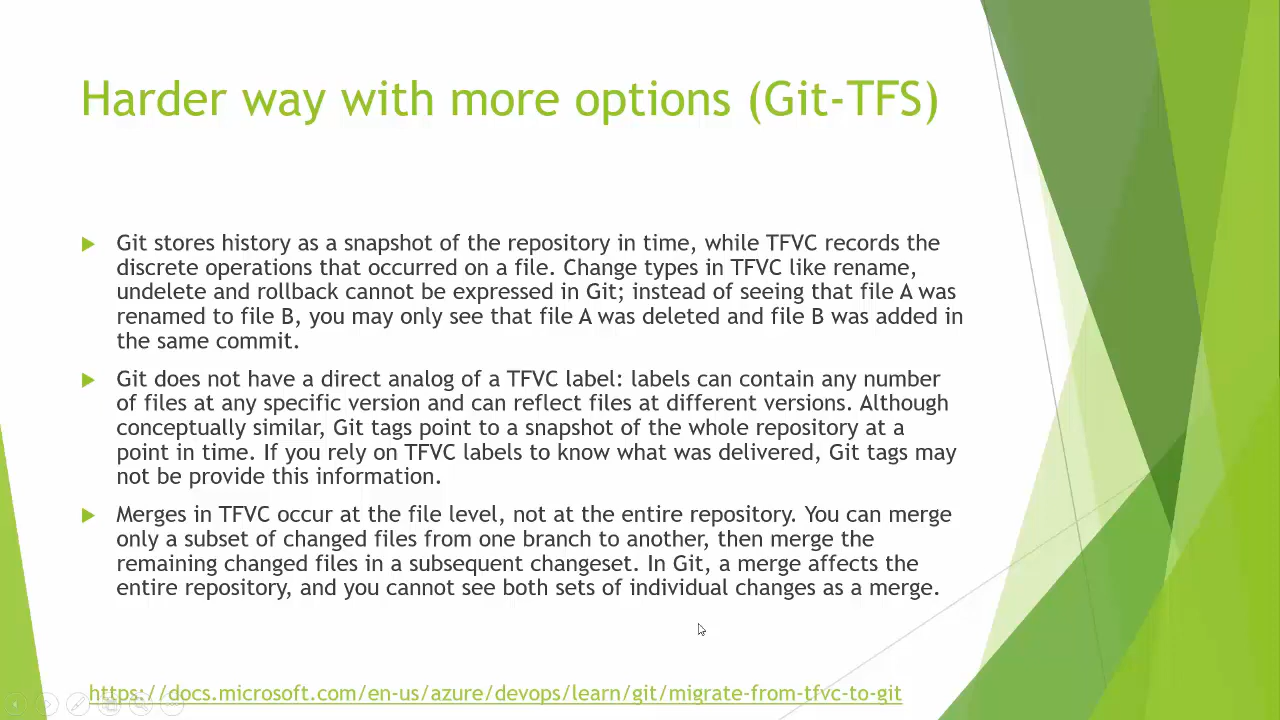 Harder way with more options (Git-TFS)
Git stores history as a snapshot of the repository in time, while TFVC records the
discrete operations that occurred on a file. Change types in TFVC like rename,
undelete and rollback cannot be expressed in Git; instead of seeing that file A was
renamed to file B, you may only see that file A was deleted and file B was added in
the same commit.
Git does not have a direct analog of a TFVC label: labels can contain any number
of files at any specific version and can reflect files at different versions. Although
conceptually similar, Git tags point to a snapshot of the whole repository at a
point in time. If you rely on TFVC labels to know what was delivered, Git tags may
not be provide this information.
Merges in TFVC occur at the file level, not at the entire repository. You can merge
only a subset of changed files from one branch to another, then merge the
remaining changed files in a subsequent changeset. In Git, a merge affects the
entire repository, and you cannot see both sets of individual changes as a merge.
https://docs.microsoft.com/en-us/azure/devops/learn/git/migrate-from-tfvc-to-git